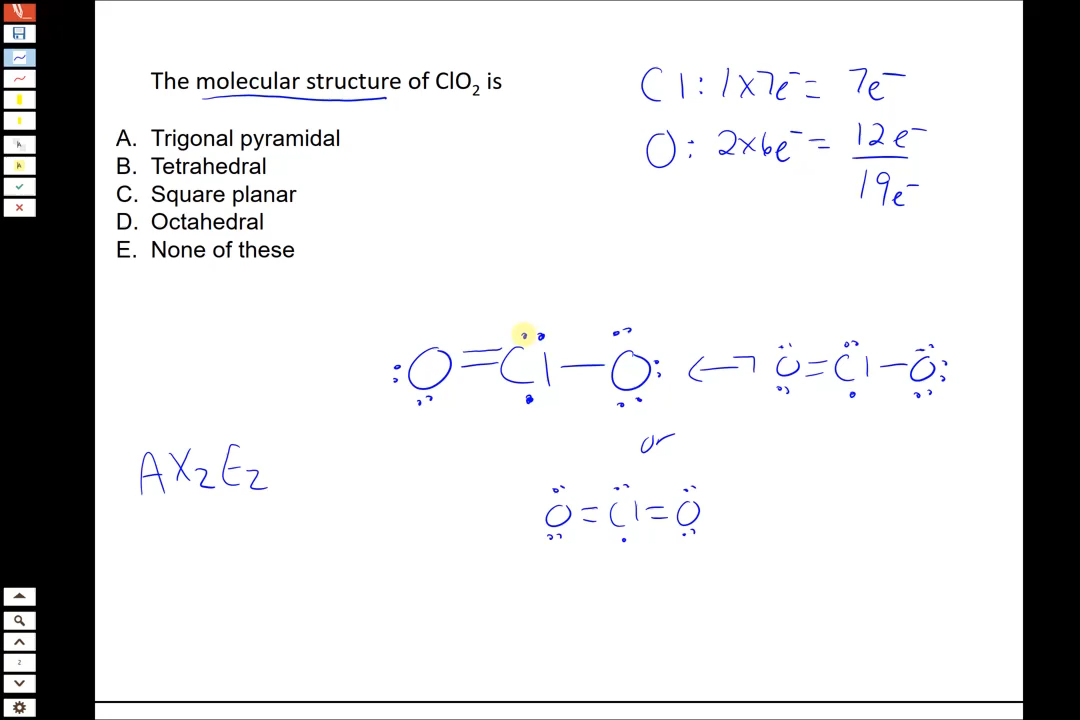 The molecular structure of ClO₂ is
A. Trigonal pyramidal
B. Tetrahedral
C. Square planar
D. Octahedral
E. None of these
Cl: 1x7e⁻ = 7e⁻
O: 2x6e⁻ = 12e⁻
19e⁻
O=Cl-O ⟷ O=Cl-O
or
AX₂E₂
O=Cl=O
2